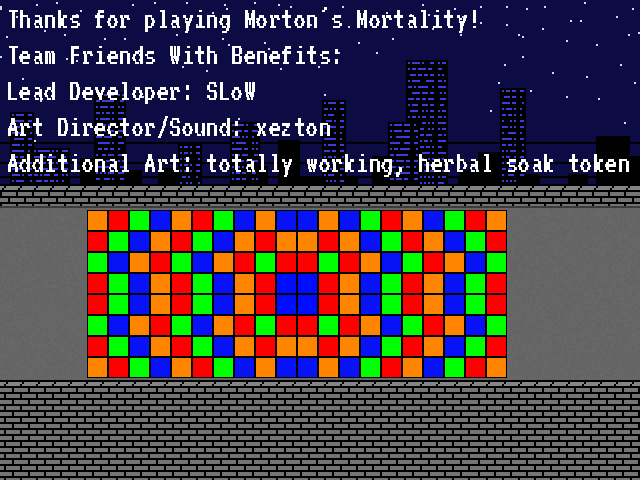 Thanks for playing Morton's Mortality!
Team Friends With Benefits:
Lead Developer: SLoW
Art Director/Sound: xezton
Additional Art: totally working, herbal soak token